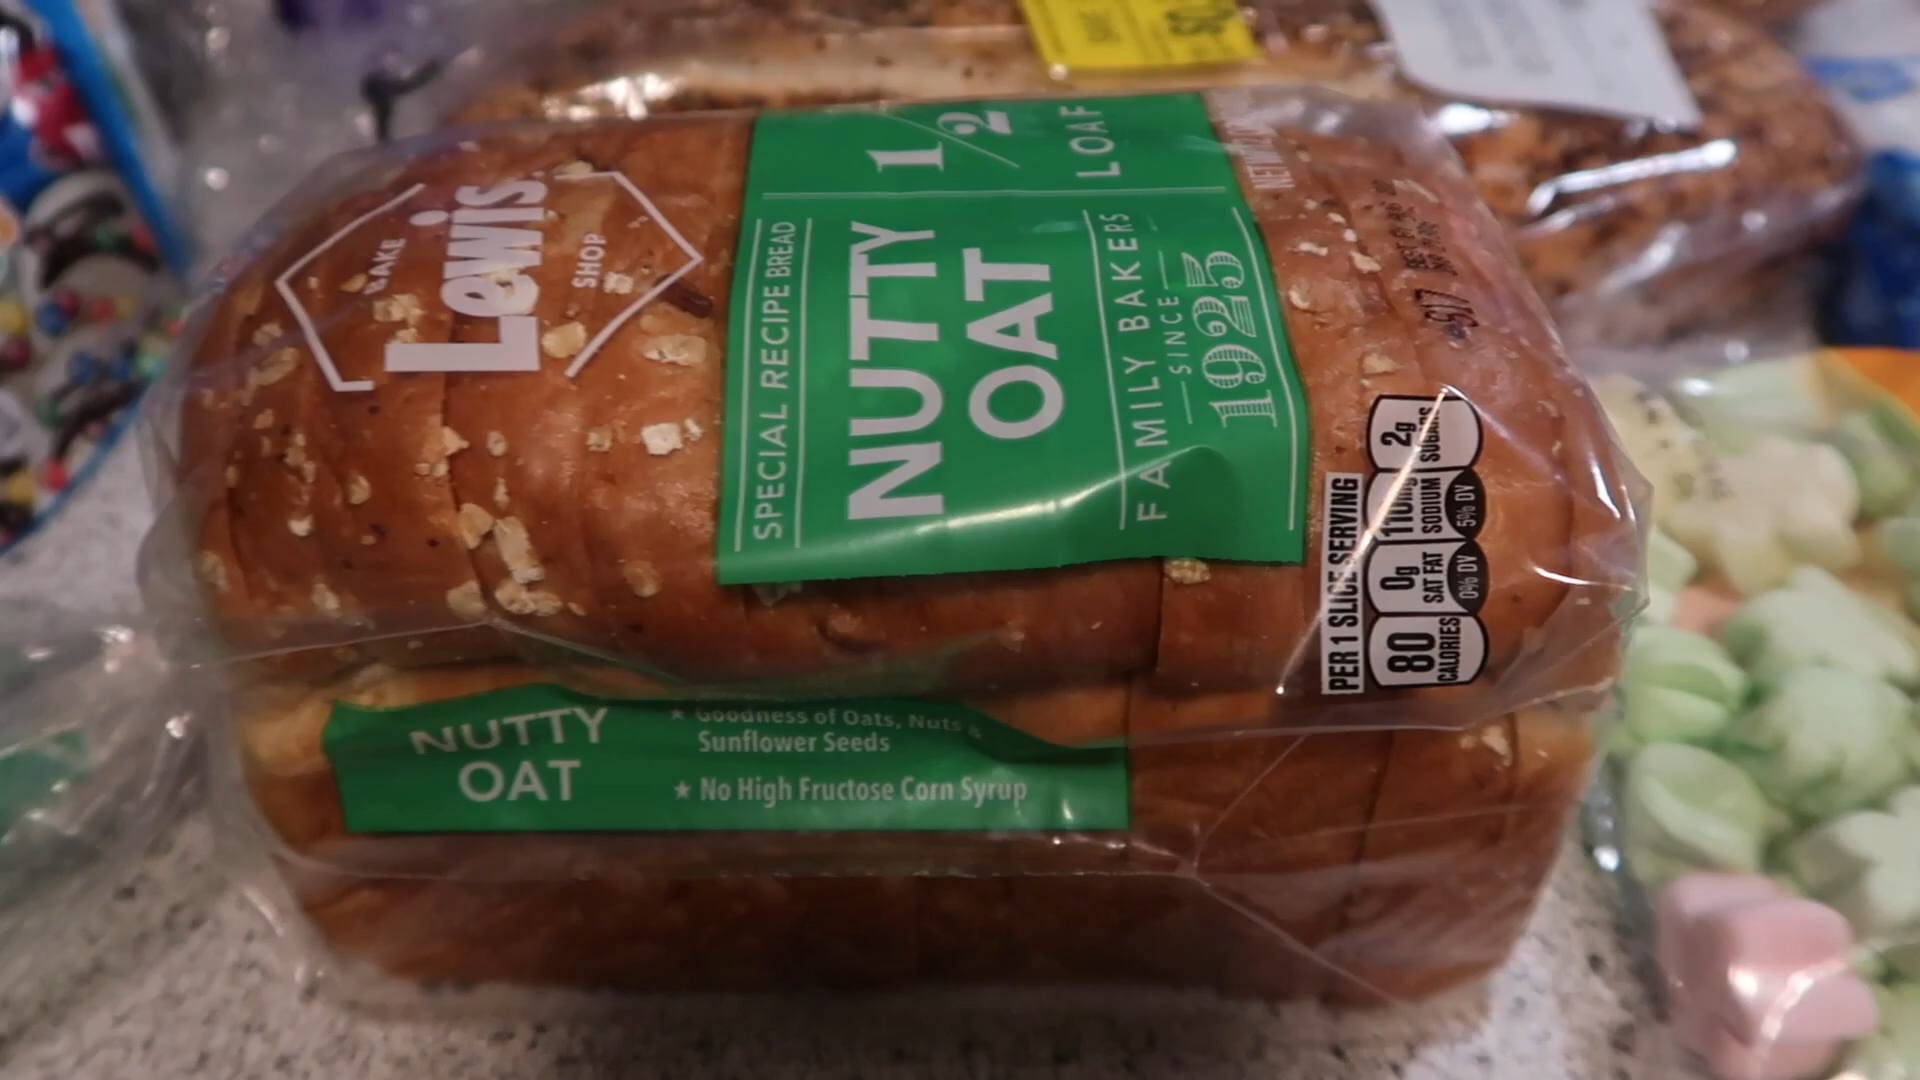 BAKE
Lewis
SHOP
1/2
LOAF
SPECIAL RECIPE BREAD
NUTTY
OAT
FAMILY BAKERS
SINCE
1925
PER 1 SLICE SERVING
80
CALORIES
0g
SAT FAT
0% DV
110mg
SODIUM
5% DV
2g
SUGARS
NUTTY
OAT
★ Goodness of Oats, Nuts &
Sunflower Seeds
★ No High Fructose Corn Syrup